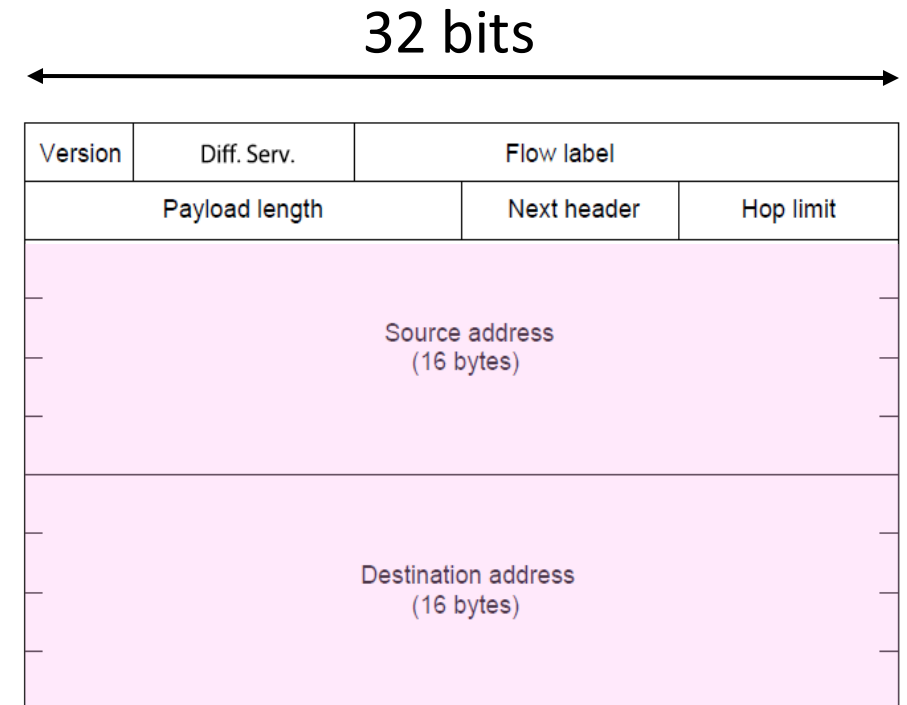 32 bits
Version Diff. Serv. Flow label
Payload length Next header Hop limit
Source address
(16 bytes)
Destination address
(16 bytes)